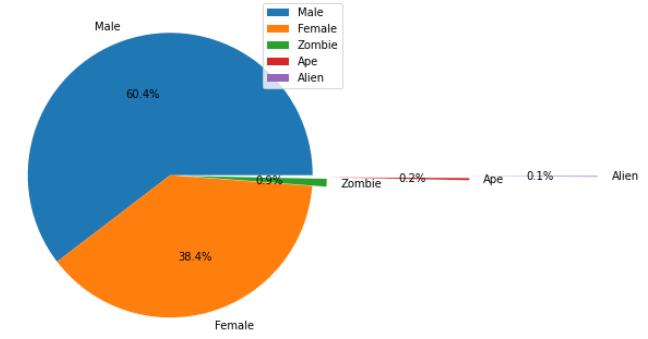 Male
Female
Zombie
Ape
Alien
Male
60.4%
0.9%
Zombie
0.2%
Ape
0.1%
Alien
38.4%
Female